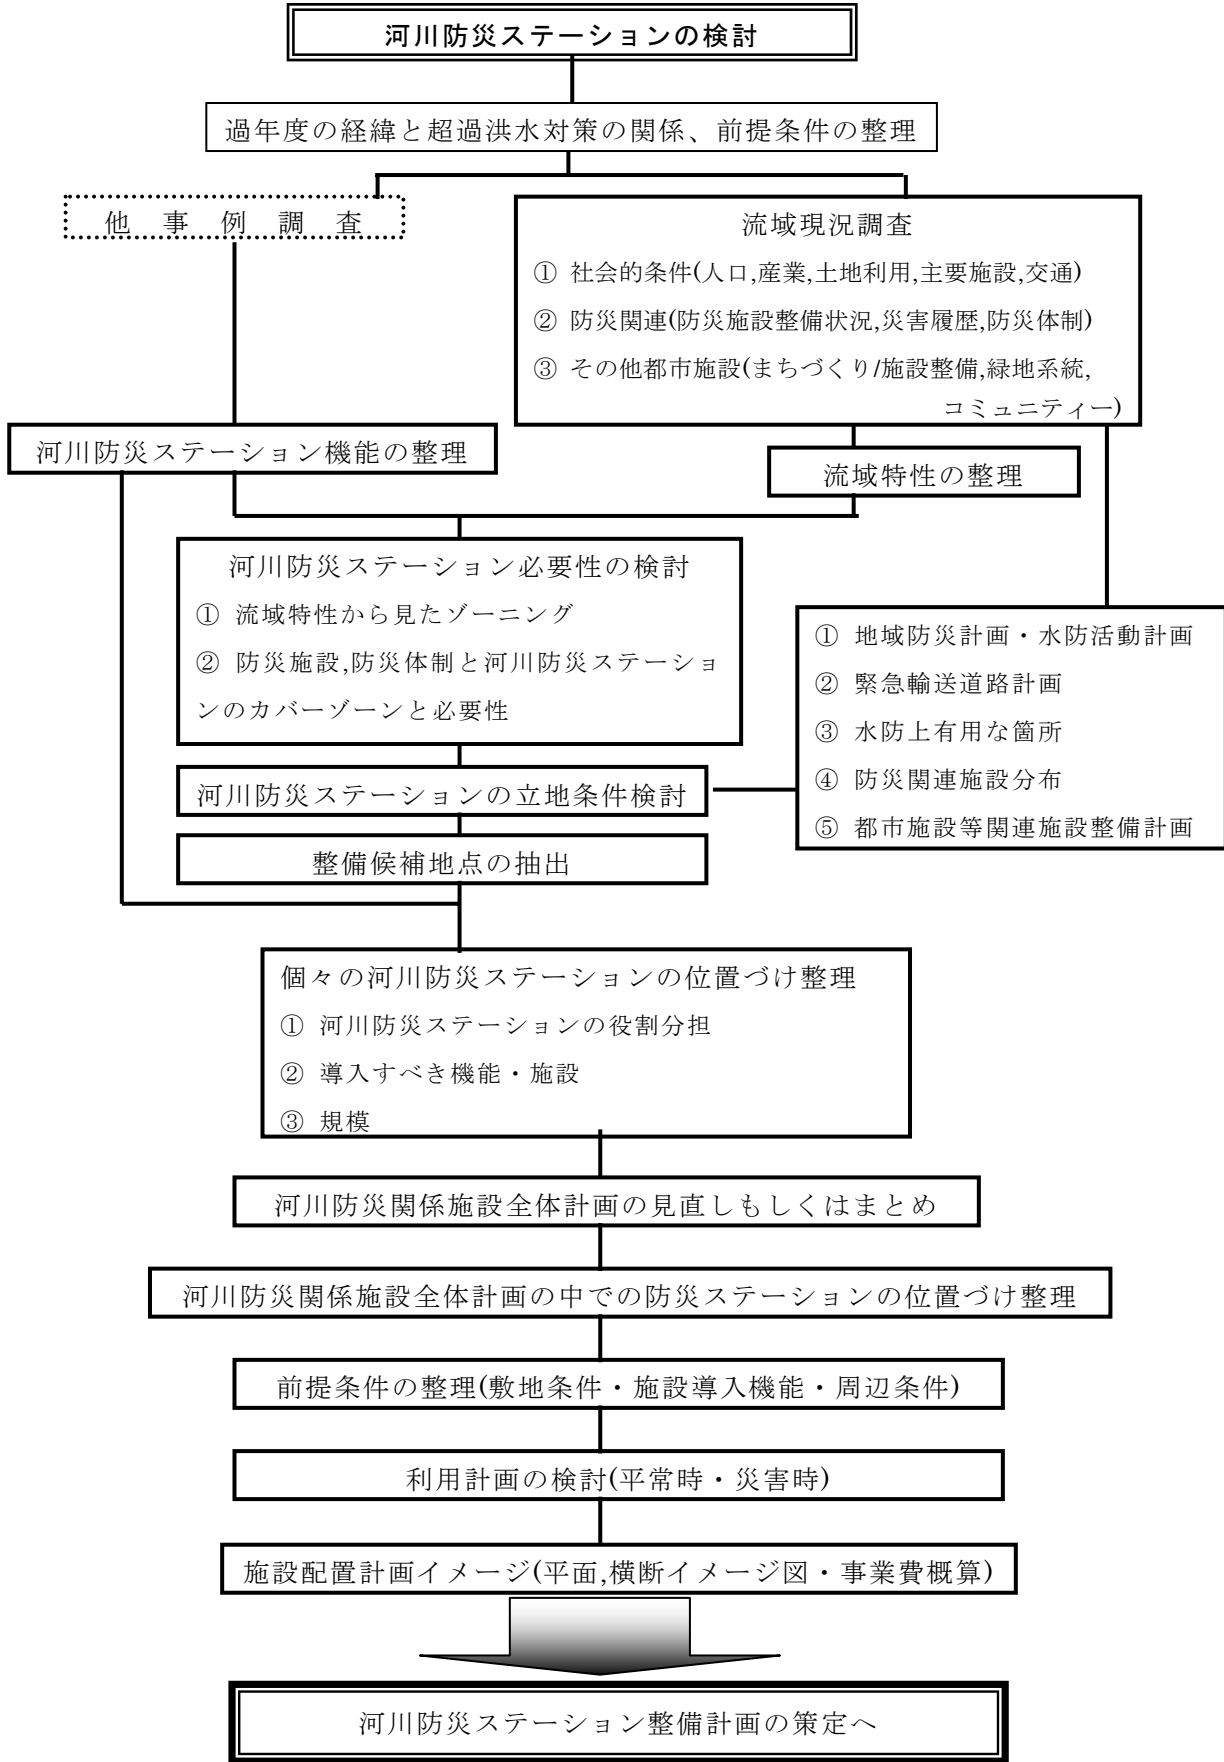 河川防災ステーションの検討
過年度の経緯と超過洪水対策の関係、前提条件の整理
他 事 例 調 査
流域現況調査
① 社会的条件(人口,産業,土地利用,主要施設,交通)
② 防災関連(防災施設整備状況,災害履歴,防災体制)
③ その他都市施設(まちづくり/施設整備,緑地系統,
コミュニティー)
河川防災ステーション機能の整理
流域特性の整理
河川防災ステーション必要性の検討
① 流域特性から見たゾーニング
② 防災施設,防災体制と河川防災ステーショ
ンのカバーゾーンと必要性
① 地域防災計画・水防活動計画
② 緊急輸送道路計画
③ 水防上有用な箇所
④ 防災関連施設分布
⑤ 都市施設等関連施設整備計画
河川防災ステーションの立地条件検討
整備候補地点の抽出
個々の河川防災ステーションの位置づけ整理
① 河川防災ステーションの役割分担
② 導入すべき機能・施設
③ 規模
河川防災関係施設全体計画の見直しもしくはまとめ
河川防災関係施設全体計画の中での防災ステーションの位置づけ整理
前提条件の整理(敷地条件・施設導入機能・周辺条件)
利用計画の検討(平常時・災害時)
施設配置計画イメージ(平面,横断イメージ図・事業費概算)
河川防災ステーション整備計画の策定へ